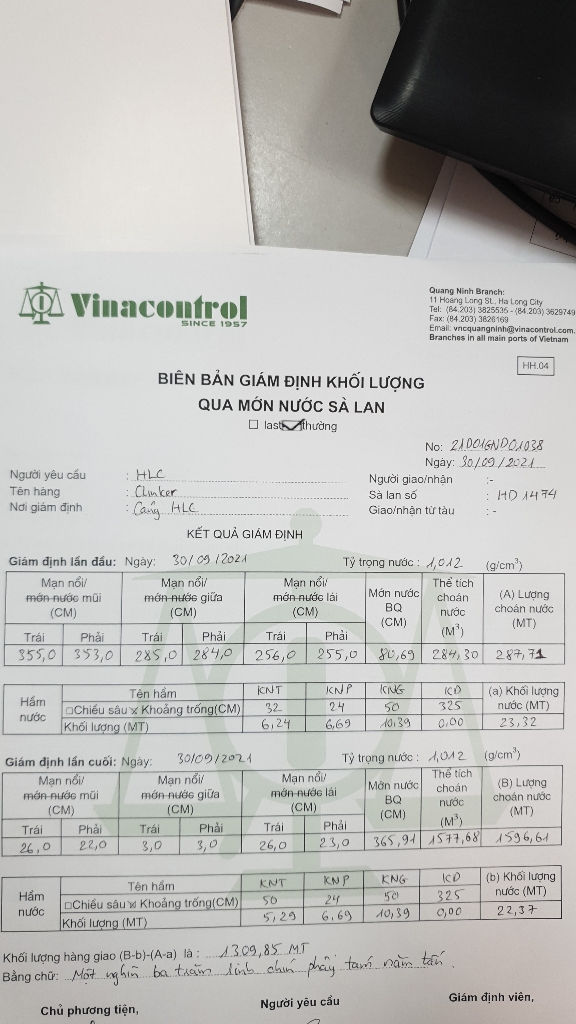 Vinacontrol
SINCE 1957
Quang Ninh Branch:
11 Hoang Long St., Ha Long City
Tel: (84.203) 3825535 - (84.203) 3629749
Fax: (84.203) 3826169
Email: vncquangninh@vinacontrol.com.
Branches in all main ports of Vietnam
HH.04
BIÊN BẢN GIÁM ĐỊNH KHỐI LƯỢNG
QUA MÓN NƯỚC SÀ LAN
☐ lash ☑ thường
No: 21D01GND01038
Ngày: 30/09/2021
Người yêu cầu : HLC
Người giao/nhận :-
Tên hàng : Clinker
Sà lan số : HD 1474
Nơi giám định : Cảng HLC
Giao/nhận từ tàu : -
KẾT QUẢ GIÁM ĐỊNH
Giám định lần đầu: Ngày: 30/09/2021 Tỷ trọng nước : 1,012 (g/cm³)
Mạn nổi/ món nước mũi (CM) Mạn nổi/ món nước giữa (CM) Mạn nổi/ món nước lái (CM) Mớn nước BQ (CM) Thể tích choán nước (M³) (A) Lượng choán nước (MT)
Trái Phải Trái Phải Trái Phải
355,0 353,0 285,0 284,0 256,0 255,0 80,69 284,30 287,71
Hầm nước Tên hầm KNT KNP KNG ICD (a) Khối lượng nước (MT)
☐Chiều sâu x Khoảng trống(CM) 32 24 50 325
Khối lượng (MT) 6,24 6,69 10,39 0,00 23,32
Giám định lần cuối: Ngày: 30/09/2021 Tỷ trọng nước : 1,012 (g/cm³)
Mạn nổi/ món nước mũi (CM) Mạn nổi/ món nước giữa (CM) Mạn nổi/ món nước lái (CM) Mớn nước BQ (CM) Thể tích choán nước (M³) (B) Lượng choán nước (MT)
Trái Phải Trái Phải Trái Phải
26,0 22,0 3,0 3,0 26,0 23,0 365,91 1577,68 1596,61
Hầm nước Tên hầm KNT KNP KNG ICD (b) Khối lượng nước (MT)
☐Chiều sâu x Khoảng trống(CM) 50 24 50 325
Khối lượng (MT) 5,29 6,69 10,39 0,00 22,37
Khối lượng hàng giao (B-b)-(A-a) là : 1309,85 MT
Bằng chữ: Một nghìn ba trăm linh chín phẩy tám năm tấn.
Chủ phương tiện, Người yêu cầu Giám định viên,